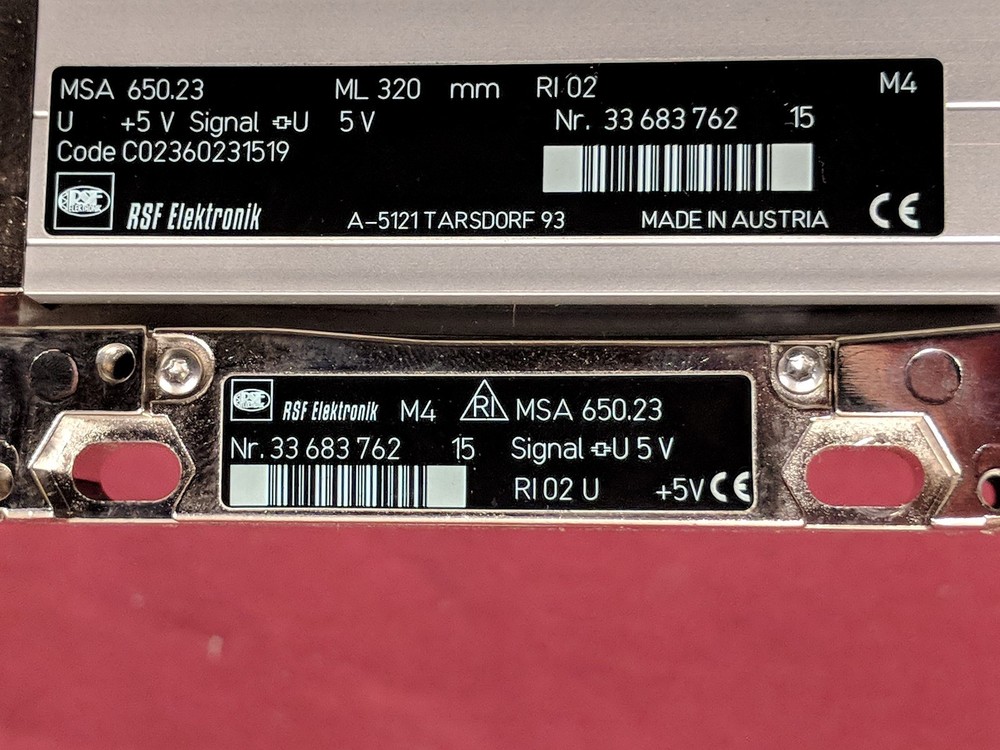 MSA 650.23 ML 320 mm RI 02 M4
U +5 V Signal U 5 V Nr. 33 683 762 15
Code C02360231519
RSF ELEKTRONIK RSF Elektronik A-5121 TARSDORF 93 MADE IN AUSTRIA CE
RSF Elektronik M4 RI MSA 650.23
Nr. 33 683 762 15 Signal U 5 V
RI 02 U +5V CE